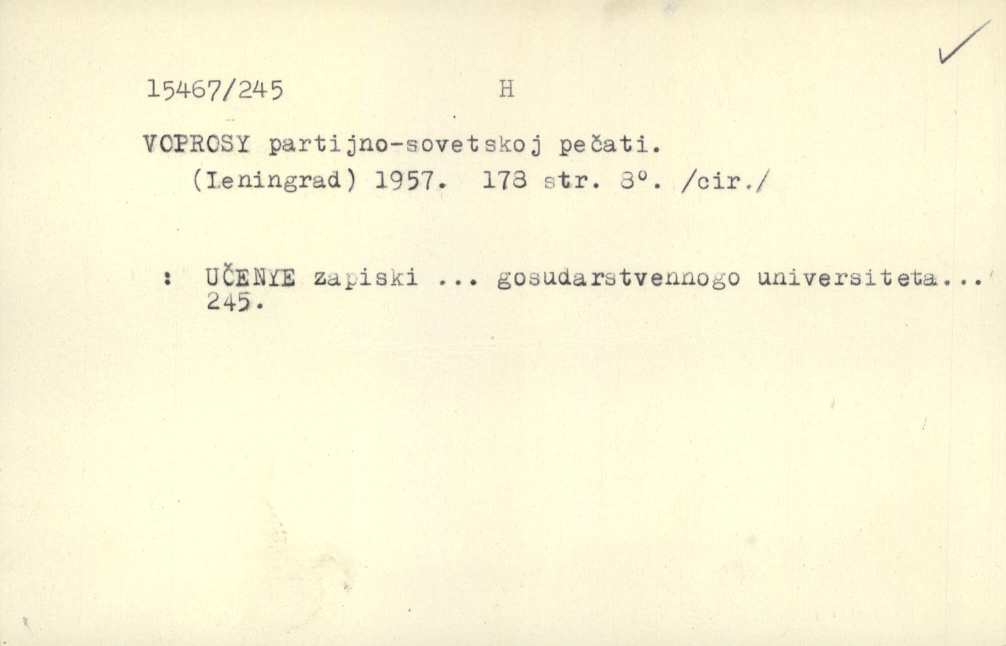 15467/245 H
VOPROSY partijno-sovetskoj pečati.
(Leningrad) 1957. 178 str. 8°. /cir./
: UČENYE zapiski ... gosudarstvennogo universiteta...
245.